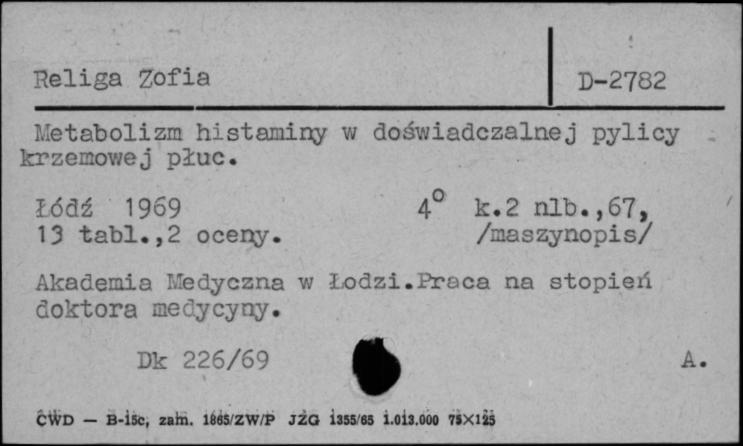 Religa Zofia
D-2782
Metabolizm histaminy w doświadczalnej pylicy
krzemowej płuc.
Łódź 1969 4° k.2 nlb.,67,
13 tabl.,2 oceny. /maszynopis/
Akademia Medyczna w Łodzi.Praca na stopień
doktora medycyny.
Dk 226/69 A.
CWD — B-15c, zam. 1865/ZW/P JZG 1355/65 1.013.000 75×125